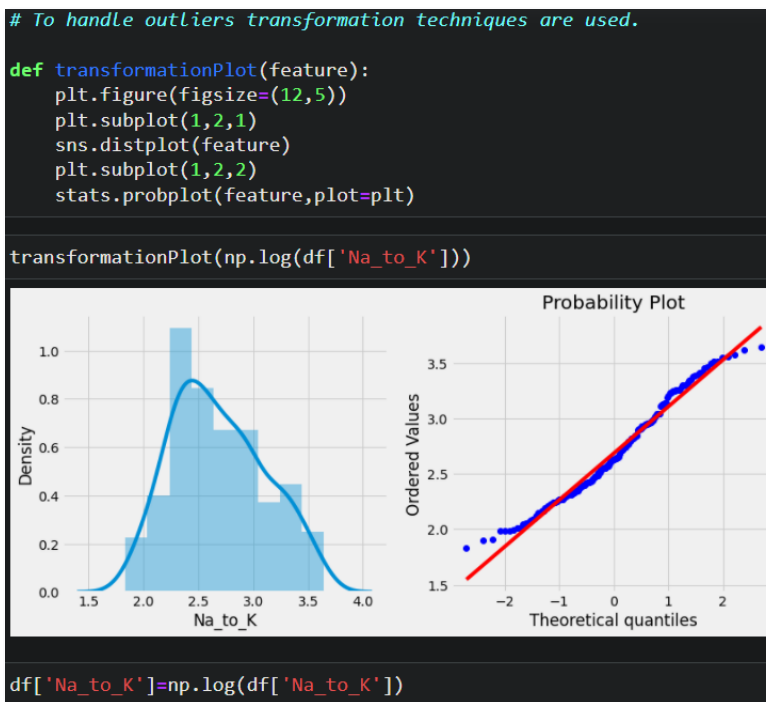 # To handle outliers transformation techniques are used.
def transformationPlot(feature):
    plt.figure(figsize=(12,5))
    plt.subplot(1,2,1)
    sns.distplot(feature)
    plt.subplot(1,2,2)
    stats.probplot(feature,plot=plt)
transformationPlot(np.log(df['Na_to_K']))
Density
1.0
0.8
0.6
0.4
0.2
0.0
1.5 2.0 2.5 3.0 3.5 4.0
Na_to_K
Probability Plot
Ordered Values
3.5
3.0
2.5
2.0
1.5
−2 −1 0 1 2
Theoretical quantiles
df['Na_to_K']=np.log(df['Na_to_K'])